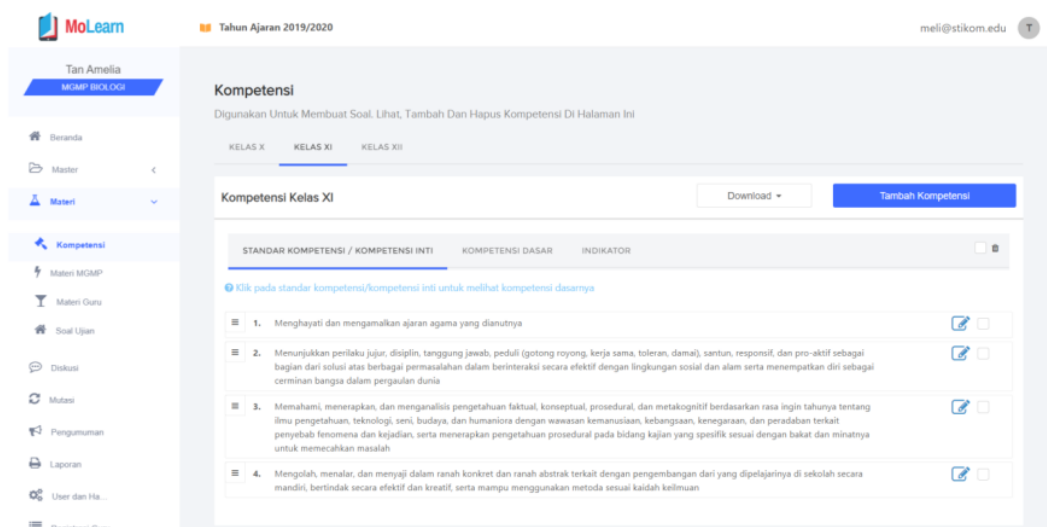 MoLearn
Tahun Ajaran 2019/2020
meli@stikom.edu
T
Tan Amelia
MGMP BIOLOGI
Beranda
Master
Materi
Kompetensi
Materi MGMP
Materi Guru
Soal Ujian
Diskusi
Mutasi
Pengumuman
Laporan
User dan Ha...
Kompetensi
Digunakan Untuk Membuat Soal. Lihat, Tambah Dan Hapus Kompetensi Di Halaman Ini
KELAS X KELAS XI KELAS XII
Kompetensi Kelas XI
Download
Tambah Kompetensi
STANDAR KOMPETENSI / KOMPETENSI INTI KOMPETENSI DASAR INDIKATOR
Klik pada standar kompetensi/kompetensi inti untuk melihat kompetensi dasarnya
1. Menghayati dan mengamalkan ajaran agama yang dianutnya
2. Menunjukkan perilaku jujur, disiplin, tanggung jawab, peduli (gotong royong, kerja sama, toleran, damai), santun, responsif, dan pro-aktif sebagai
bagian dari solusi atas berbagai permasalahan dalam berinteraksi secara efektif dengan lingkungan sosial dan alam serta menempatkan diri sebagai
cerminan bangsa dalam pergaulan dunia
3. Memahami, menerapkan, dan menganalisis pengetahuan faktual, konseptual, prosedural, dan metakognitif berdasarkan rasa ingin tahunya tentang
ilmu pengetahuan, teknologi, seni, budaya, dan humaniora dengan wawasan kemanusiaan, kebangsaan, kenegaraan, dan peradaban terkait
penyebab fenomena dan kejadian, serta menerapkan pengetahuan prosedural pada bidang kajian yang spesifik sesuai dengan bakat dan minatnya
untuk memecahkan masalah
4. Mengolah, menalar, dan menyaji dalam ranah konkret dan ranah abstrak terkait dengan pengembangan dari yang dipelajarinya di sekolah secara
mandiri, bertindak secara efektif dan kreatif, serta mampu menggunakan metoda sesuai kaidah keilmuan